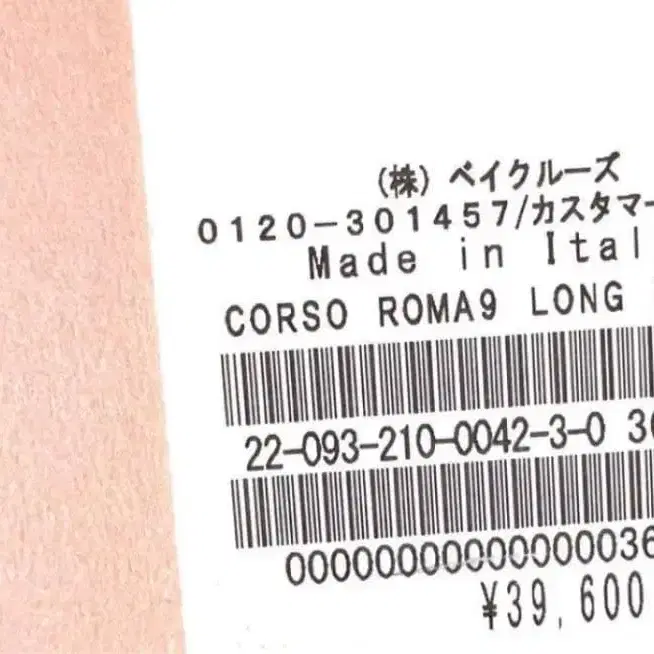 (株) ベイクルーズ
0120-301457/カスタマー
Made in Ital
CORSO ROMA9 LONG
22-093-210-0042-3-0 3
00000000000000000036
¥39,600